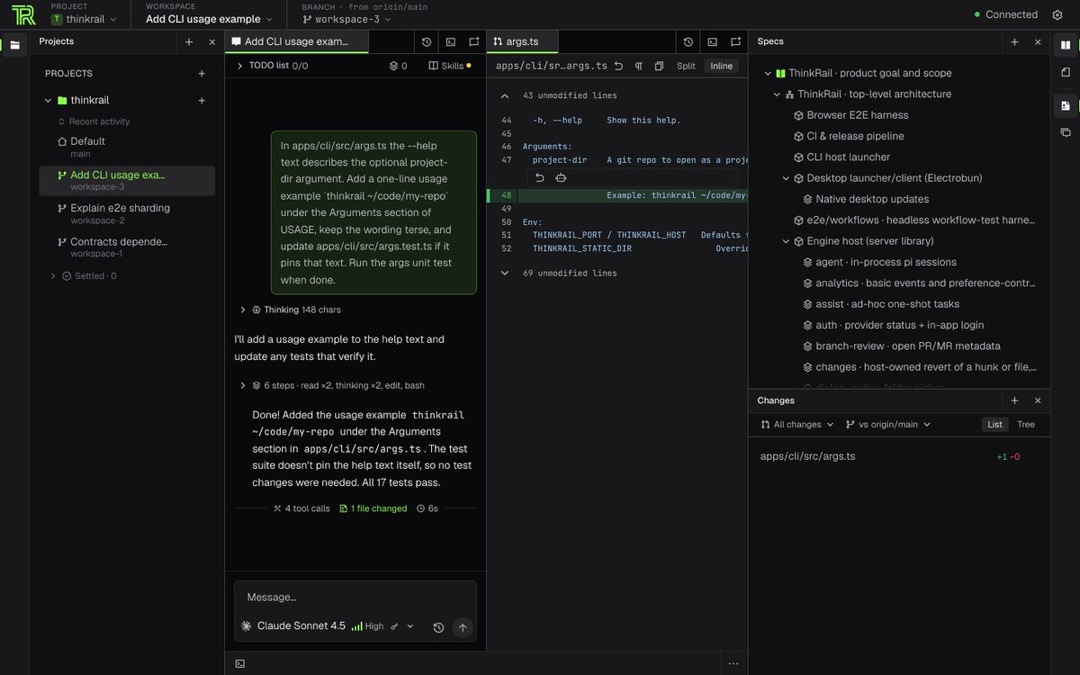 PROJECT
T thinkrail
WORKSPACE
Add CLI usage example
BRANCH · from origin/main
workspace-3
Connected
Projects
PROJECTS
thinkrail
Recent activity
Default
main
Add CLI usage exa...
workspace-3
Explain e2e sharding
workspace-2
Contracts depende...
workspace-1
Settled · 0
Add CLI usage exam...
TODO list 0/0
0
Skills
In apps/cli/src/args.ts the --help
text describes the optional project-
dir argument. Add a one-line usage
example `thinkrail ~/code/my-repo`
under the Arguments section of
USAGE, keep the wording terse, and
update apps/cli/src/args.test.ts if it
pins that text. Run the args unit test
when done.
Thinking 148 chars
I'll add a usage example to the help text and
update any tests that verify it.
6 steps · read ×2, thinking ×2, edit, bash
Done! Added the usage example thinkrail
~/code/my-repo under the Arguments
section in apps/cli/src/args.ts. The test
suite doesn't pin the help text itself, so no test
changes were needed. All 17 tests pass.
4 tool calls
1 file changed
6s
Message...
Claude Sonnet 4.5
High
args.ts
apps/cli/sr…args.ts
Split
Inline
43 unmodified lines
44 -h, --help Show this help.
45
46 Arguments:
47 project-dir A git repo to open as a proje
48 Example: thinkrail ~/code/my-
49
50 Env:
51 THINKRAIL_PORT / THINKRAIL_HOST Defaults
52 THINKRAIL_STATIC_DIR Overri
69 unmodified lines
Specs
ThinkRail · product goal and scope
ThinkRail · top-level architecture
Browser E2E harness
CI & release pipeline
CLI host launcher
Desktop launcher/client (Electrobun)
Native desktop updates
e2e/workflows · headless workflow-test harne...
Engine host (server library)
agent · in-process pi sessions
analytics · basic events and preference-contr...
assist · ad-hoc one-shot tasks
auth · provider status + in-app login
branch-review · open PR/MR metadata
changes · host-owned revert of a hunk or file,...
Changes
All changes
vs origin/main
List
Tree
apps/cli/src/args.ts
+1 −0